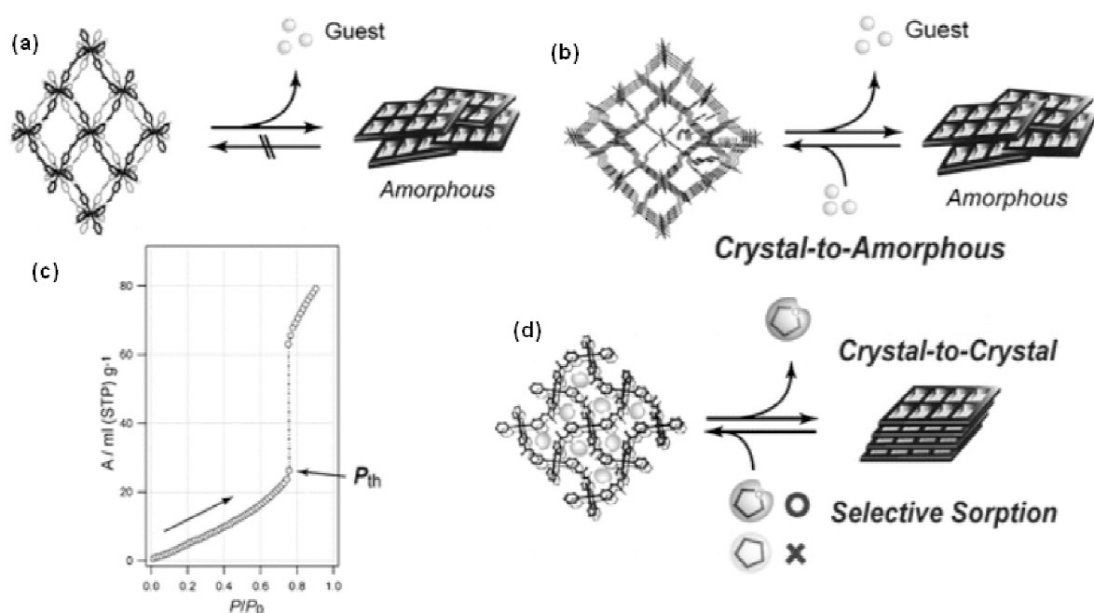 (a)
Guest
Amorphous
(b)
Guest
Amorphous
Crystal-to-Amorphous
(c)
A / ml (STP) g-1
80
60
40
20
0
Pth
0.0 0.2 0.4 0.6 0.8 1.0
P/P0
(d)
Crystal-to-Crystal
Selective Sorption